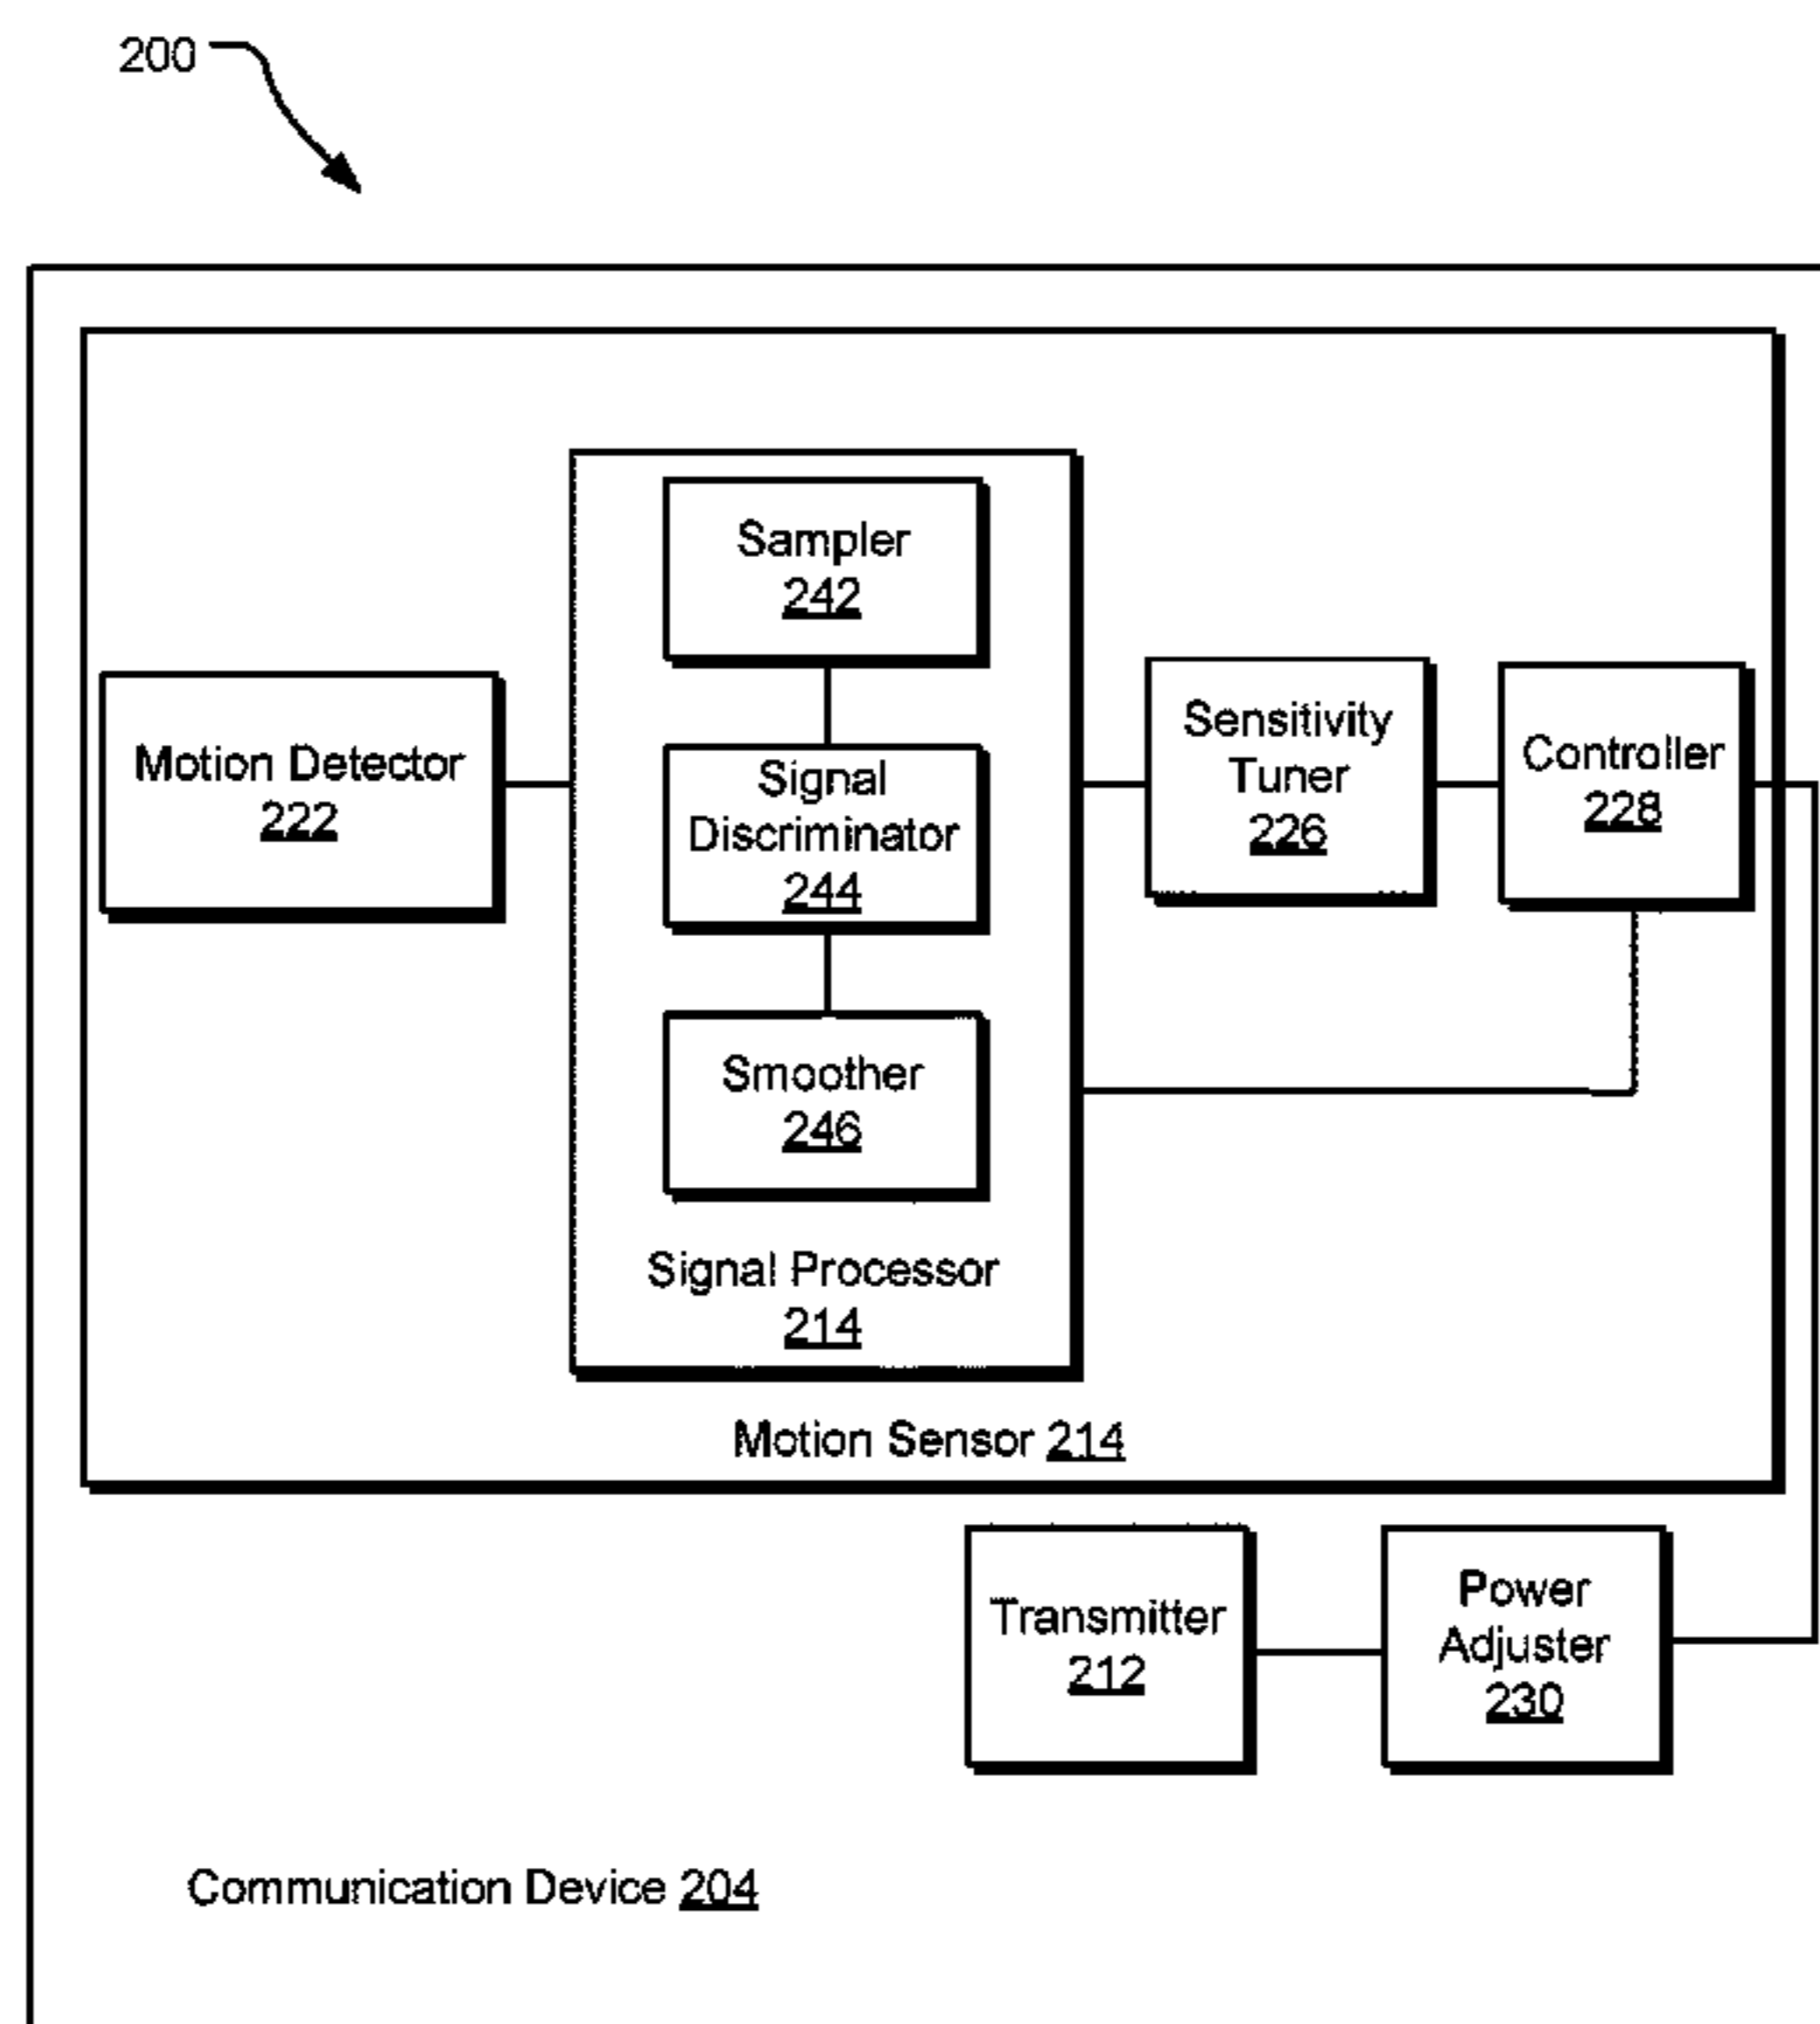 200
Sampler
242
Motion Detector
222
Signal
Discriminator
244
Sensitivity
Tuner
226
Controller
228
Smoother
246
Signal Processor
214
Motion Sensor 214
Transmitter
212
Power
Adjuster
230
Communication Device 204